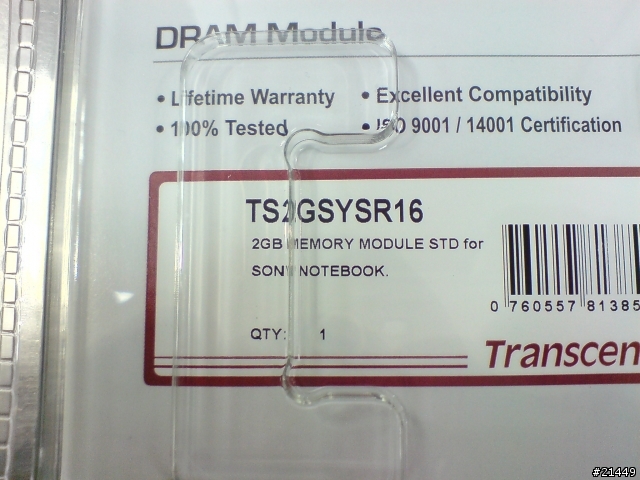 DRAM Module
• Lifetime Warranty • Excellent Compatibility
• 100% Tested • ISO 9001 / 14001 Certification
TS2GSYSR16
2GB MEMORY MODULE STD for
SONY NOTEBOOK.
0 760557 81385
QTY: 1
Transcen
#21449